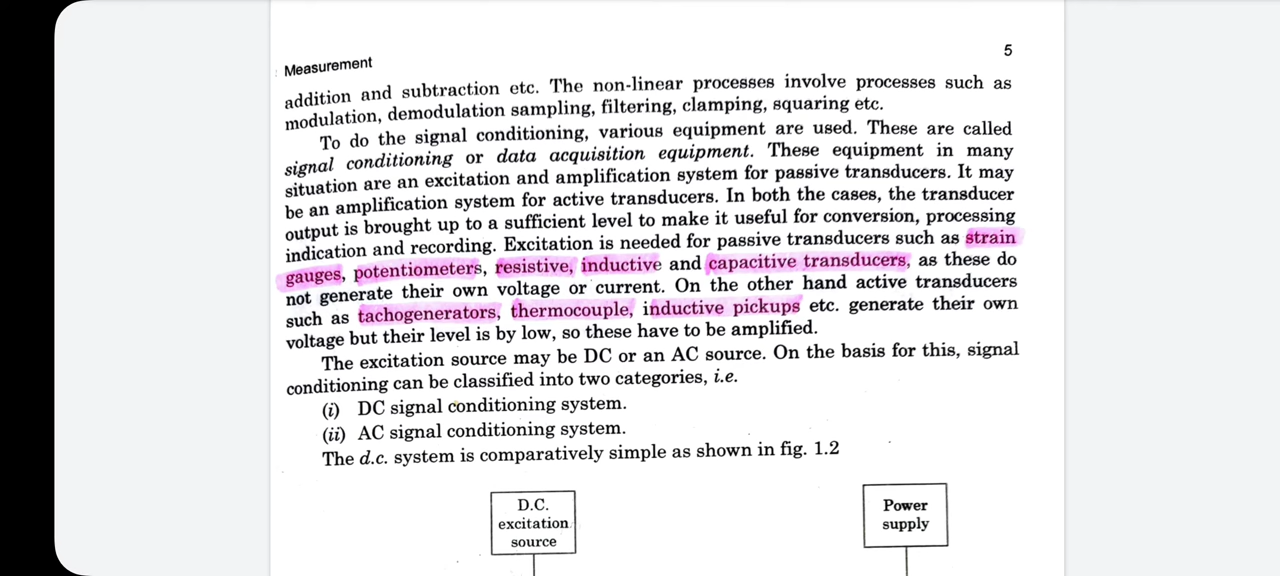 Measurement
5
addition and subtraction etc. The non-linear processes involve processes such as
modulation, demodulation sampling, filtering, clamping, squaring etc.
To do the signal conditioning, various equipment are used. These are called
signal conditioning or data acquisition equipment. These equipment in many
situation are an excitation and amplification system for passive transducers. It may
be an amplification system for active transducers. In both the cases, the transducer
output is brought up to a sufficient level to make it useful for conversion, processing
indication and recording. Excitation is needed for passive transducers such as strain
gauges, potentiometers, resistive, inductive and capacitive transducers, as these do
not generate their own voltage or current. On the other hand active transducers
such as tachogenerators, thermocouple, inductive pickups etc. generate their own
voltage but their level is by low, so these have to be amplified.
The excitation source may be DC or an AC source. On the basis for this, signal
conditioning can be classified into two categories, i.e.
(i) DC signal conditioning system.
(ii) AC signal conditioning system.
The d.c. system is comparatively simple as shown in fig. 1.2
D.C.
excitation
source
Power
supply